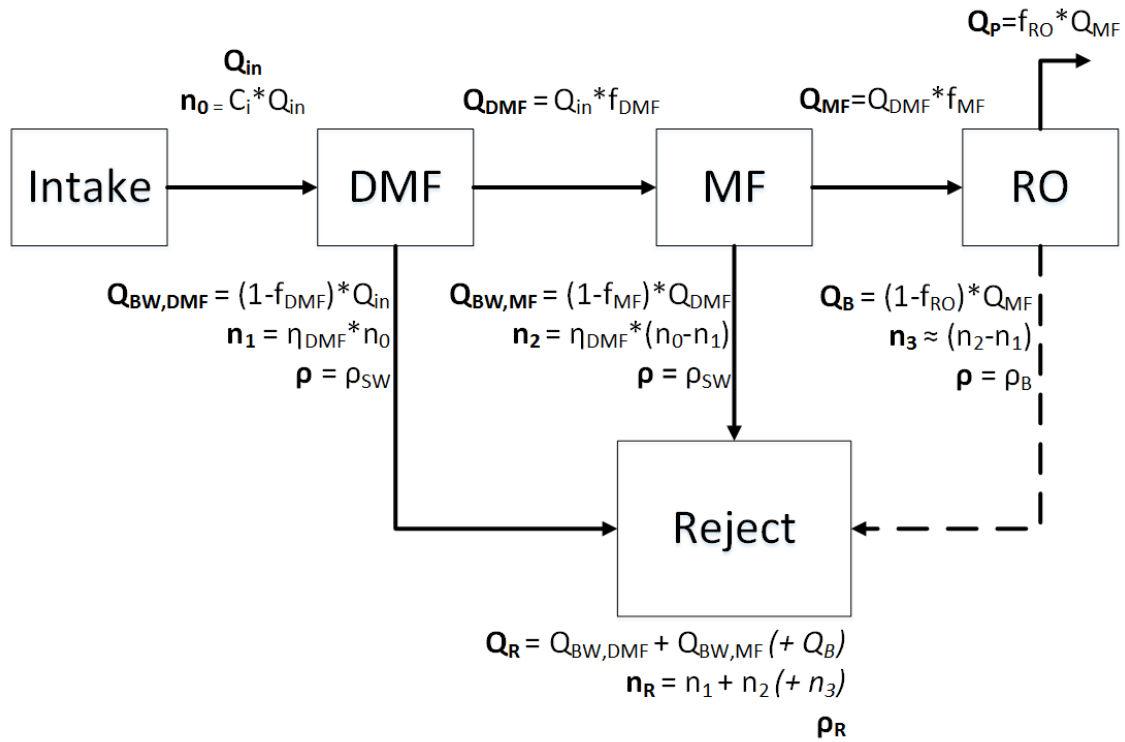 Q_P=f_RO*Q_MF
Q_in
n_0 = C_i*Q_in
Q_DMF = Q_in*f_DMF
Q_MF=Q_DMF*f_MF
Intake
DMF
MF
RO
Q_BW,DMF = (1-f_DMF)*Q_in
n_1 = η_DMF*n_0
ρ = ρ_SW
Q_BW,MF = (1-f_MF)*Q_DMF
n_2 = η_DMF*(n_0-n_1)
ρ = ρ_SW
Q_B = (1-f_RO)*Q_MF
n_3 ≈ (n_2-n_1)
ρ = ρ_B
Reject
Q_R = Q_BW,DMF + Q_BW,MF (+ Q_B)
n_R = n_1 + n_2 (+ n_3)
ρ_R